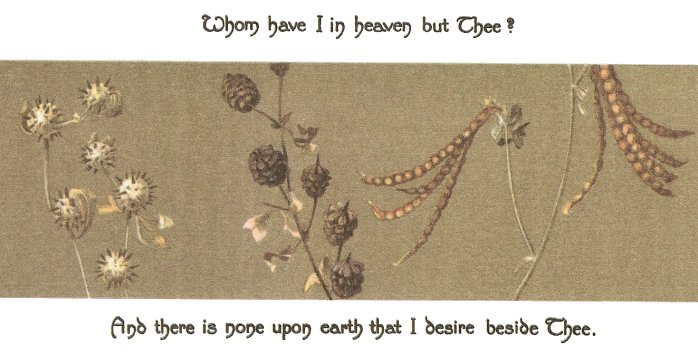 Whom have I in heaven but Thee?
And there is none upon earth that I desire beside Thee.